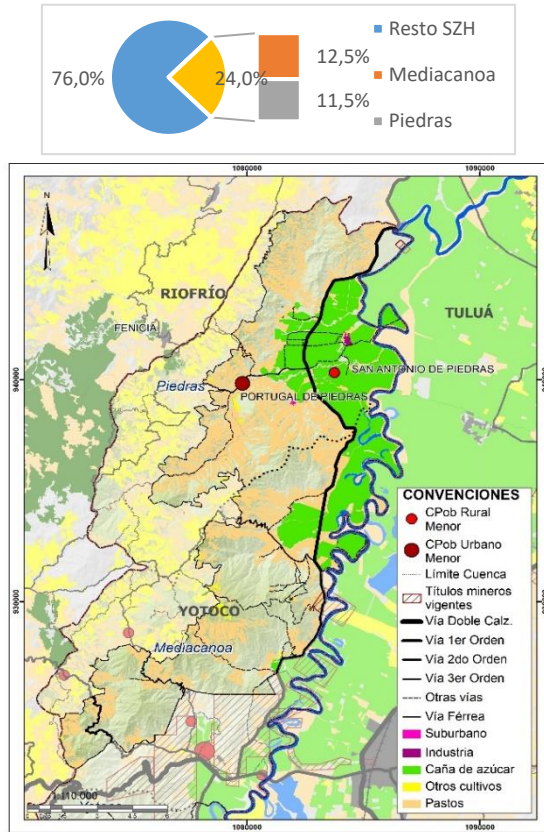 Resto SZH
12,5%
76,0%
24,0%
Mediacanoa
11,5%
Piedras
1080000
1090000
N
RIOFRÍO
TULUÁ
FENICIA
SAN ANTONIO DE PIEDRAS
Piedras
940000
PORTUGAL DE PIEDRAS
CONVENCIONES
CPob Rural
Menor
CPob Urbano
Menor
Límite Cuenca
Títulos mineros
vigentes
Vía Doble Calz.
Vía 1er Orden
Vía 2do Orden
Vía 3er Orden
Otras vías
Vía Férrea
Suburbano
Industria
Caña de azúcar
Otros cultivos
Pastos
930000
YOTOCO
Mediacanoa
1:110.000
1080000
1090000